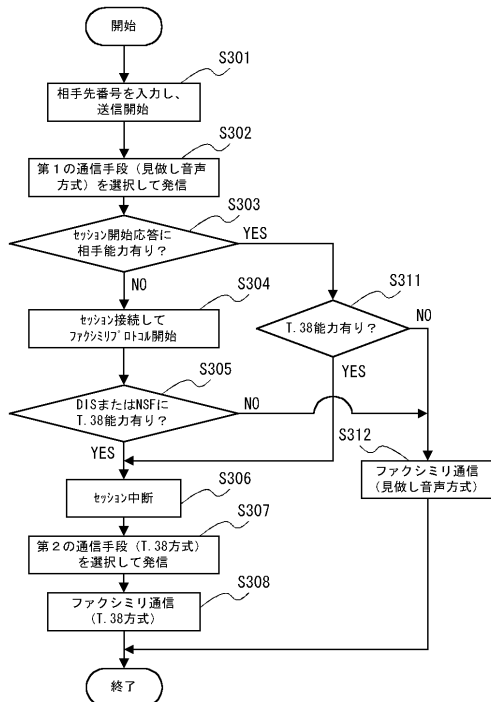 開始
S301
相手先番号を入力し、
送信開始
S302
第1の通信手段（見做し音声
方式）を選択して発信
S303
ｾｯｼｮﾝ開始応答に
相手能力有り？
YES
NO
S304
ｾｯｼｮﾝ接続して
ﾌｧｸｼﾐﾘﾌﾟﾛﾄｺﾙ開始
S311
T.38能力有り？
NO
YES
S305
DISまたはNSFに
T.38能力有り？
NO
YES
S312
ファクシミリ通信
（見做し音声方式）
S306
ｾｯｼｮﾝ中断
S307
第2の通信手段（T.38方式）
を選択して発信
S308
ファクシミリ通信
（T.38方式）
終了